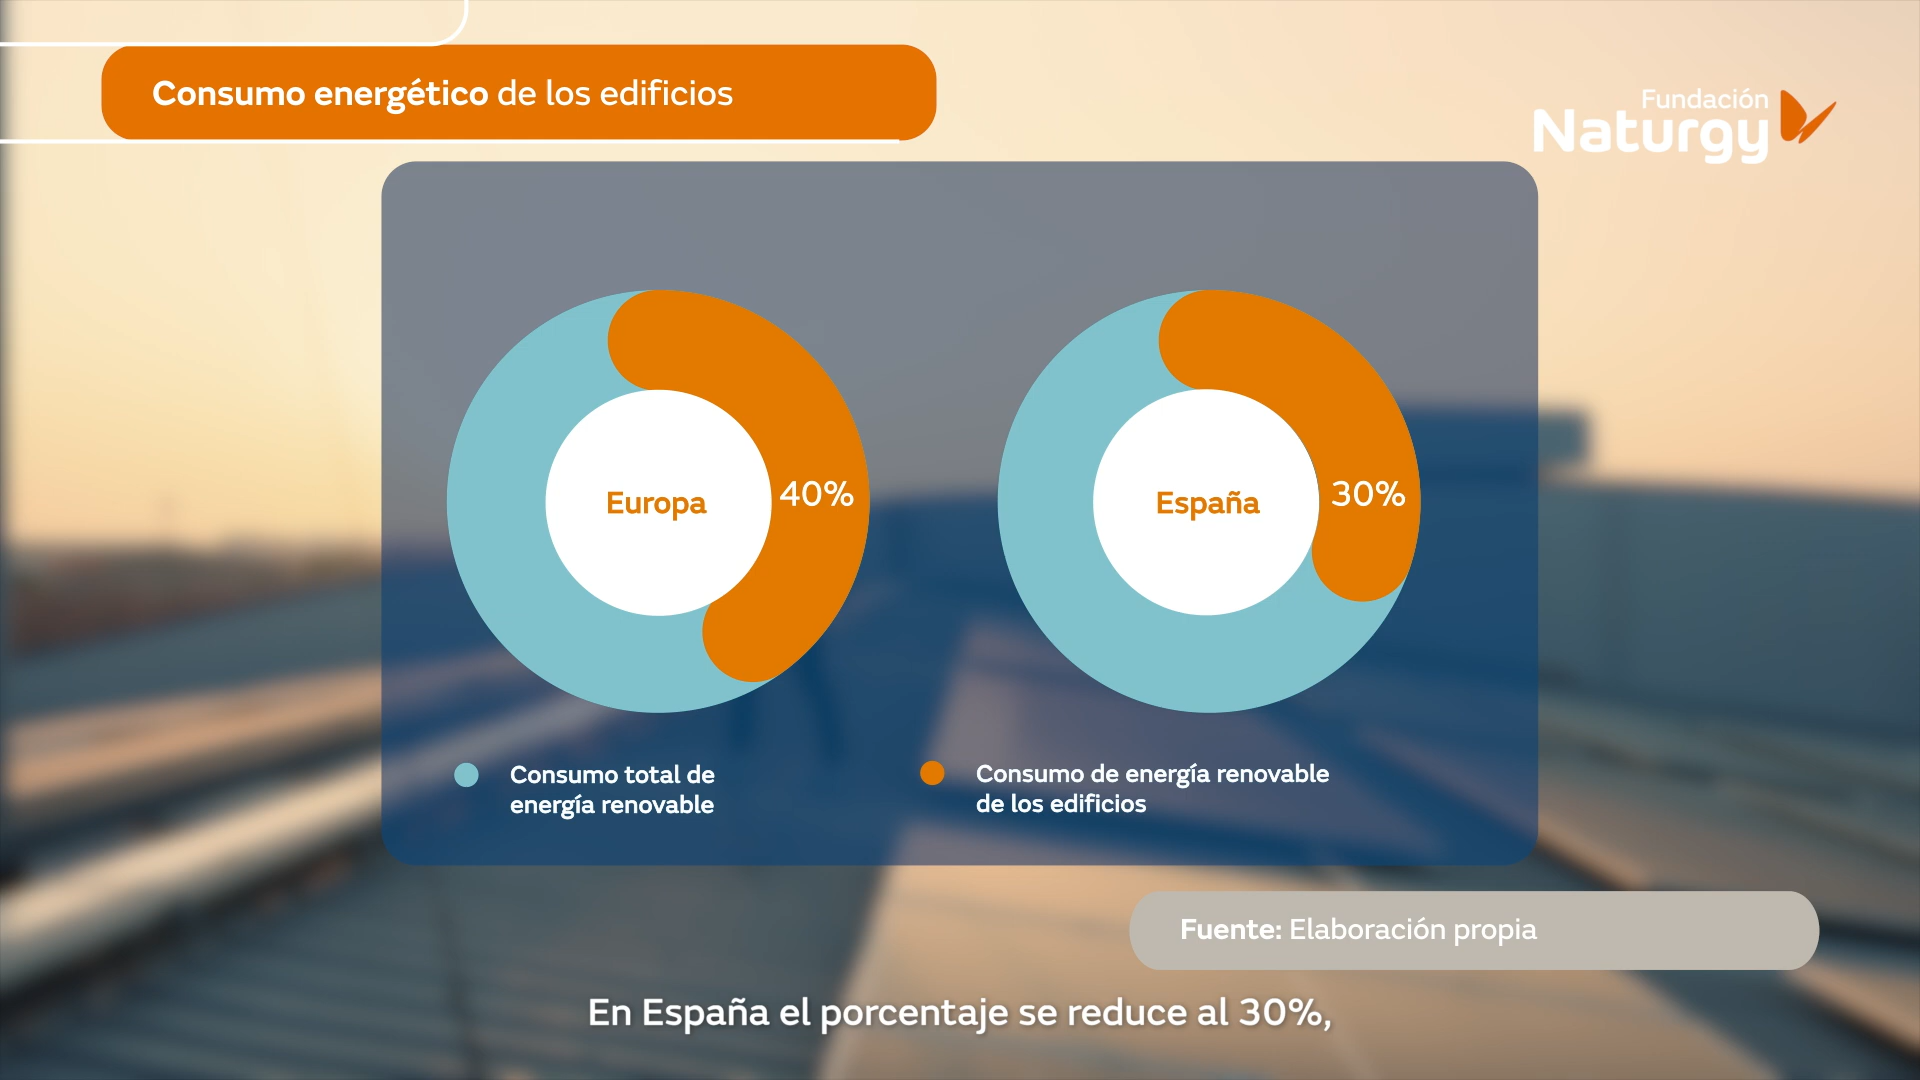 Consumo energético de los edificios
Fundación
Naturgy
Europa
40%
España
30%
Consumo total de
energía renovable
Consumo de energía renovable
de los edificios
Fuente: Elaboración propia
En España el porcentaje se reduce al 30%,